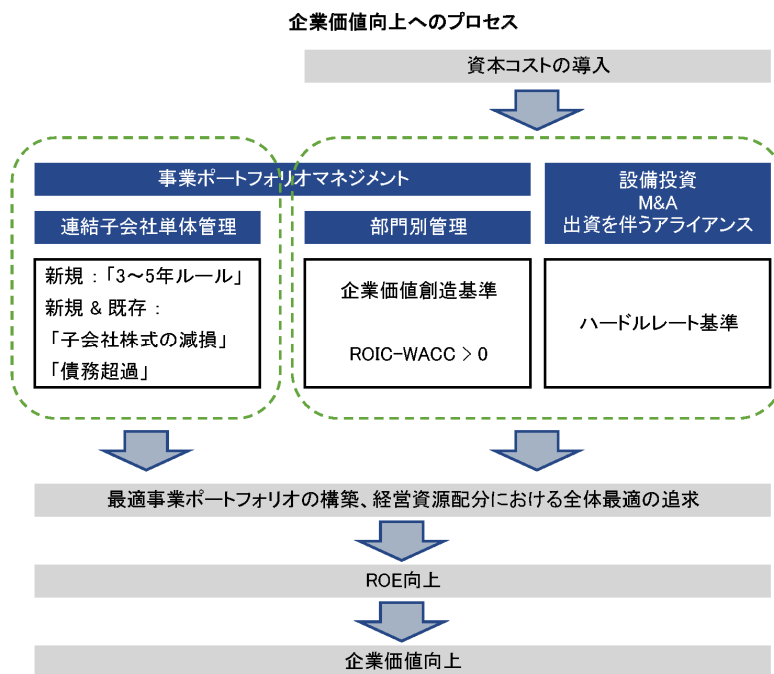 企業価値向上へのプロセス
資本コストの導入
事業ポートフォリオマネジメント
連結子会社単体管理
新規：「3～5年ルール」
新規 & 既存：
「子会社株式の減損」
「債務超過」
部門別管理
企業価値創造基準
ROIC-WACC > 0
設備投資
M&A
出資を伴うアライアンス
ハードルレート基準
最適事業ポートフォリオの構築、経営資源配分における全体最適の追求
ROE向上
企業価値向上